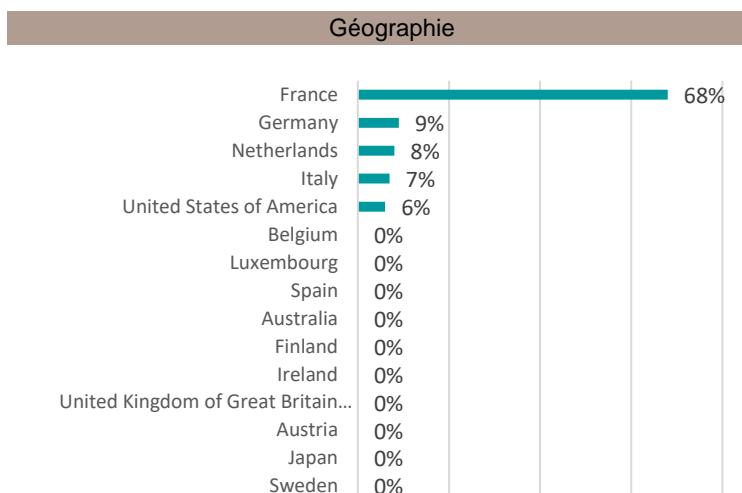 Géographie
France 68%
Germany 9%
Netherlands 8%
Italy 7%
United States of America 6%
Belgium 0%
Luxembourg 0%
Spain 0%
Australia 0%
Finland 0%
Ireland 0%
United Kingdom of Great Britain... 0%
Austria 0%
Japan 0%
Sweden 0%